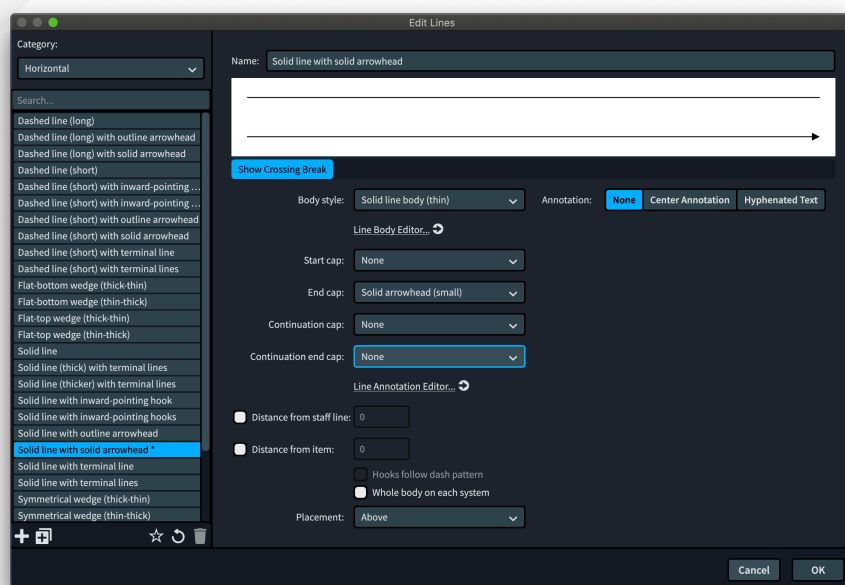 Edit Lines
Category:
Horizontal
Search...
Dashed line (long)
Dashed line (long) with outline arrowhead
Dashed line (long) with solid arrowhead
Dashed line (short)
Dashed line (short) with inward-pointing ...
Dashed line (short) with inward-pointing ...
Dashed line (short) with outline arrowhead
Dashed line (short) with solid arrowhead
Dashed line (short) with terminal line
Dashed line (short) with terminal lines
Flat-bottom wedge (thick-thin)
Flat-bottom wedge (thin-thick)
Flat-top wedge (thick-thin)
Flat-top wedge (thin-thick)
Solid line
Solid line (thick) with terminal lines
Solid line (thicker) with terminal lines
Solid line with inward-pointing hook
Solid line with inward-pointing hooks
Solid line with outline arrowhead
Solid line with solid arrowhead *
Solid line with terminal line
Solid line with terminal lines
Symmetrical wedge (thick-thin)
Symmetrical wedge (thin-thick)
Name: Solid line with solid arrowhead
Show Crossing Break
Body style: Solid line body (thin) Annotation: None Center Annotation Hyphenated Text
Line Body Editor...
Start cap: None
End cap: Solid arrowhead (small)
Continuation cap: None
Continuation end cap: None
Line Annotation Editor...
Distance from staff line: 0
Distance from item: 0
Hooks follow dash pattern
Whole body on each system
Placement: Above
Cancel OK